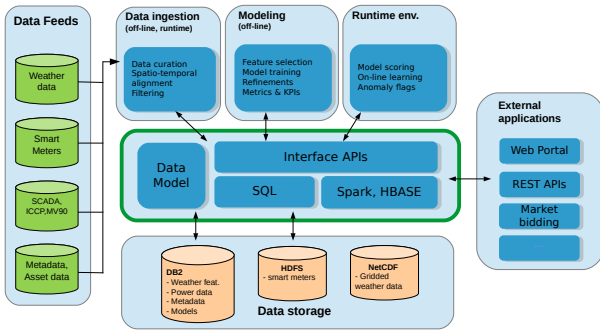 Data Feeds
Weather
data
Smart
Meters
SCADA,
ICCP,MV90
Metadata,
Asset data
Data ingestion
(off-line, runtime)
Data curation
Spatio-temporal
alignment
Filtering
Modeling
(off-line)
Feature selection
Model training
Refinements
Metrics & KPIs
Runtime env.
Model scoring
On-line learning
Anomaly flags
Data
Model
Interface APIs
SQL
Spark, HBASE
External
applications
Web Portal
REST APIs
Market
bidding
...
DB2
- Weather feat.
- Power data
- Metadata
- Models
HDFS
- smart meters
NetCDF
- Gridded
weather data
Data storage